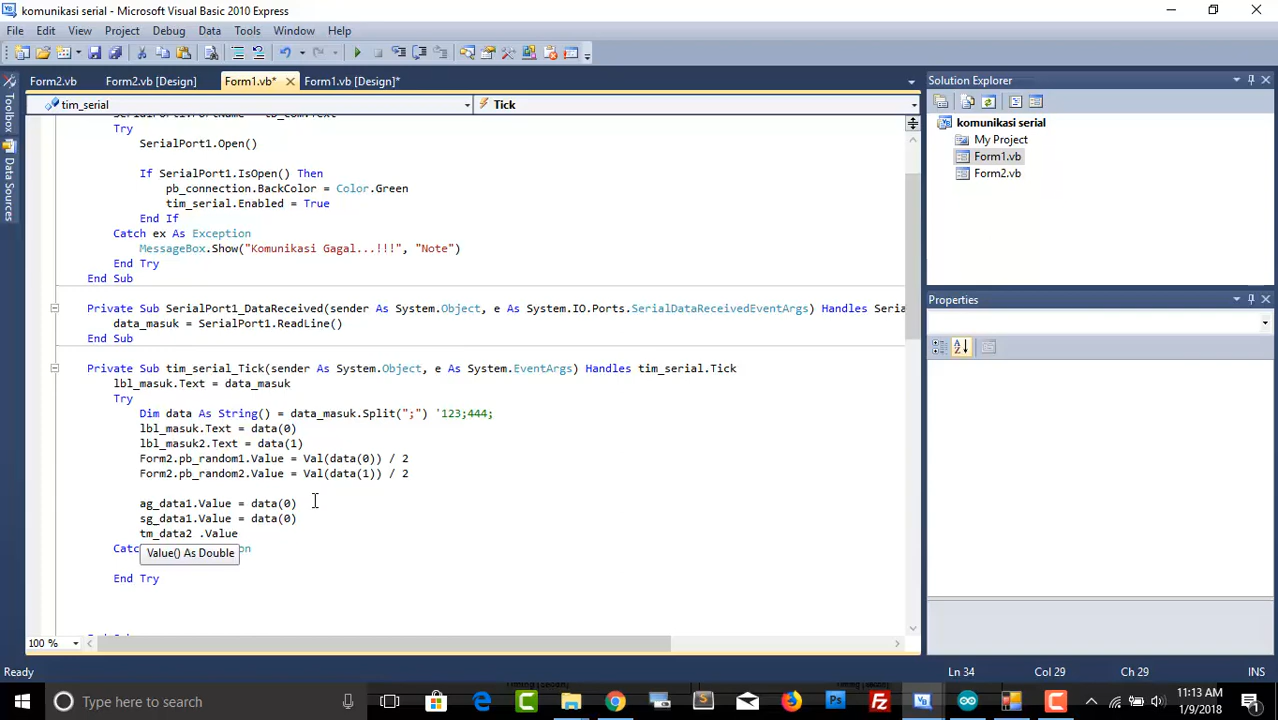 komunikasi serial - Microsoft Visual Basic 2010 Express
File Edit View Project Debug Data Tools Window Help
Form2.vb Form2.vb [Design] Form1.vb* Form1.vb [Design]*
tim_serial Tick
Toolbox
Data Sources
SerialPort1.PortName = tb_com.Text
Try
SerialPort1.Open()
If SerialPort1.IsOpen() Then
pb_connection.BackColor = Color.Green
tim_serial.Enabled = True
End If
Catch ex As Exception
MessageBox.Show("Komunikasi Gagal...!!!", "Note")
End Try
End Sub
Private Sub SerialPort1_DataReceived(sender As System.Object, e As System.IO.Ports.SerialDataReceivedEventArgs) Handles Seria
data_masuk = SerialPort1.ReadLine()
End Sub
Private Sub tim_serial_Tick(sender As System.Object, e As System.EventArgs) Handles tim_serial.Tick
lbl_masuk.Text = data_masuk
Try
Dim data As String() = data_masuk.Split(";") '123;444;
lbl_masuk.Text = data(0)
lbl_masuk2.Text = data(1)
Form2.pb_random1.Value = Val(data(0)) / 2
Form2.pb_random2.Value = Val(data(1)) / 2
ag_data1.Value = data(0)
sg_data1.Value = data(0)
tm_data2 .Value
Catc on
Value() As Double
End Try
100 %
Solution Explorer
komunikasi serial
My Project
Form1.vb
Form2.vb
Properties
Ready Ln 34 Col 29 Ch 29 INS
Type here to search
11:13 AM
1/9/2018